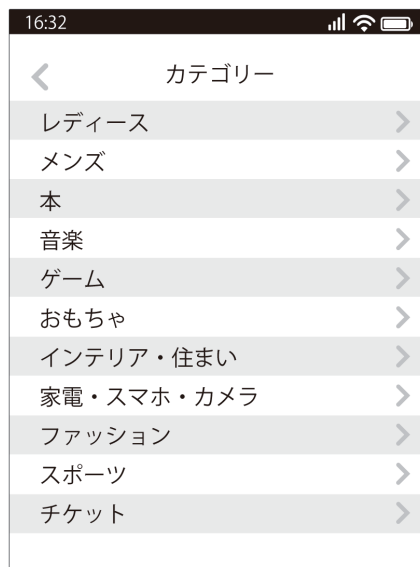 16:32
カテゴリー
レディース
メンズ
本
音楽
ゲーム
おもちゃ
インテリア・住まい
家電・スマホ・カメラ
ファッション
スポーツ
チケット